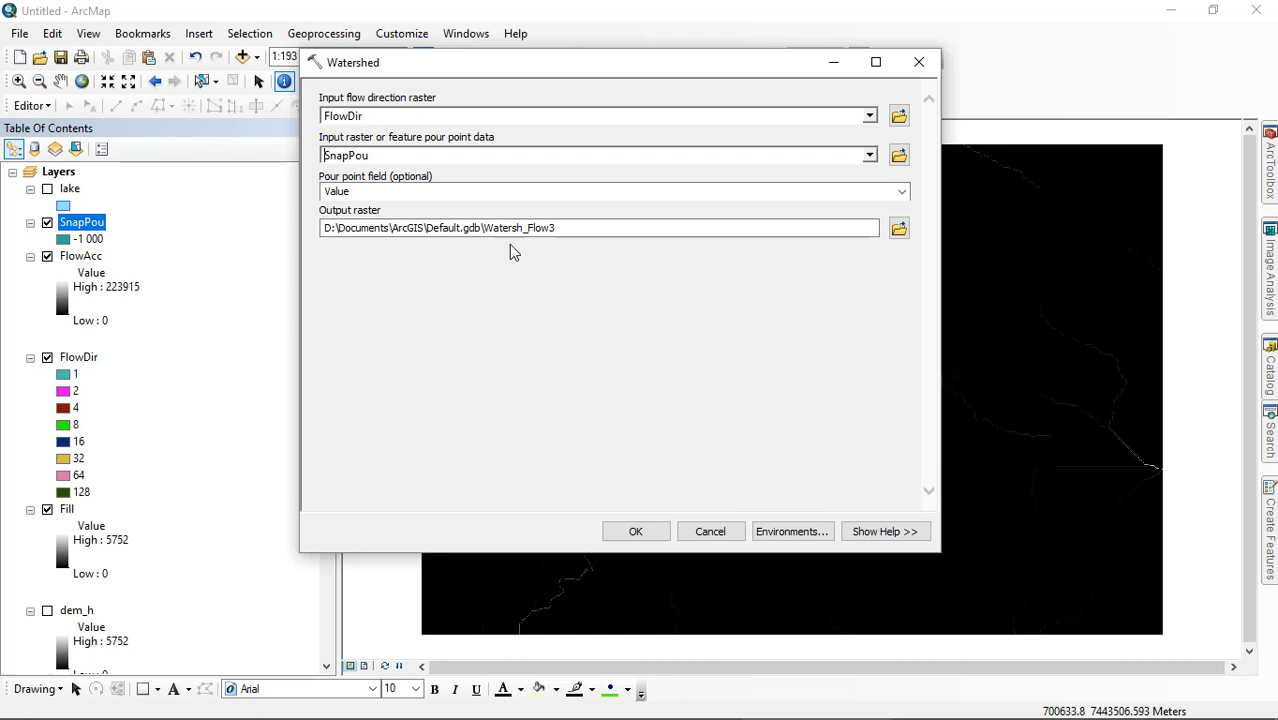 Untitled - ArcMap
File Edit View Bookmarks Insert Selection Geoprocessing Customize Windows Help
1:193
Editor
Table Of Contents
Layers
lake
SnapPou
-1 000
FlowAcc
Value
High : 223915
Low : 0
FlowDir
1
2
4
8
16
32
64
128
Fill
Value
High : 5752
Low : 0
dem_h
Value
High : 5752
Watershed
Input flow direction raster
FlowDir
Input raster or feature pour point data
SnapPou
Pour point field (optional)
Value
Output raster
D:\Documents\ArcGIS\Default.gdb\Watersh_Flow3
OK Cancel Environments... Show Help >>
ArcToolbox
Image Analysis
Catalog
Search
Create Features
Drawing A Arial 10 B I U A
700633.8 7443506.593 Meters